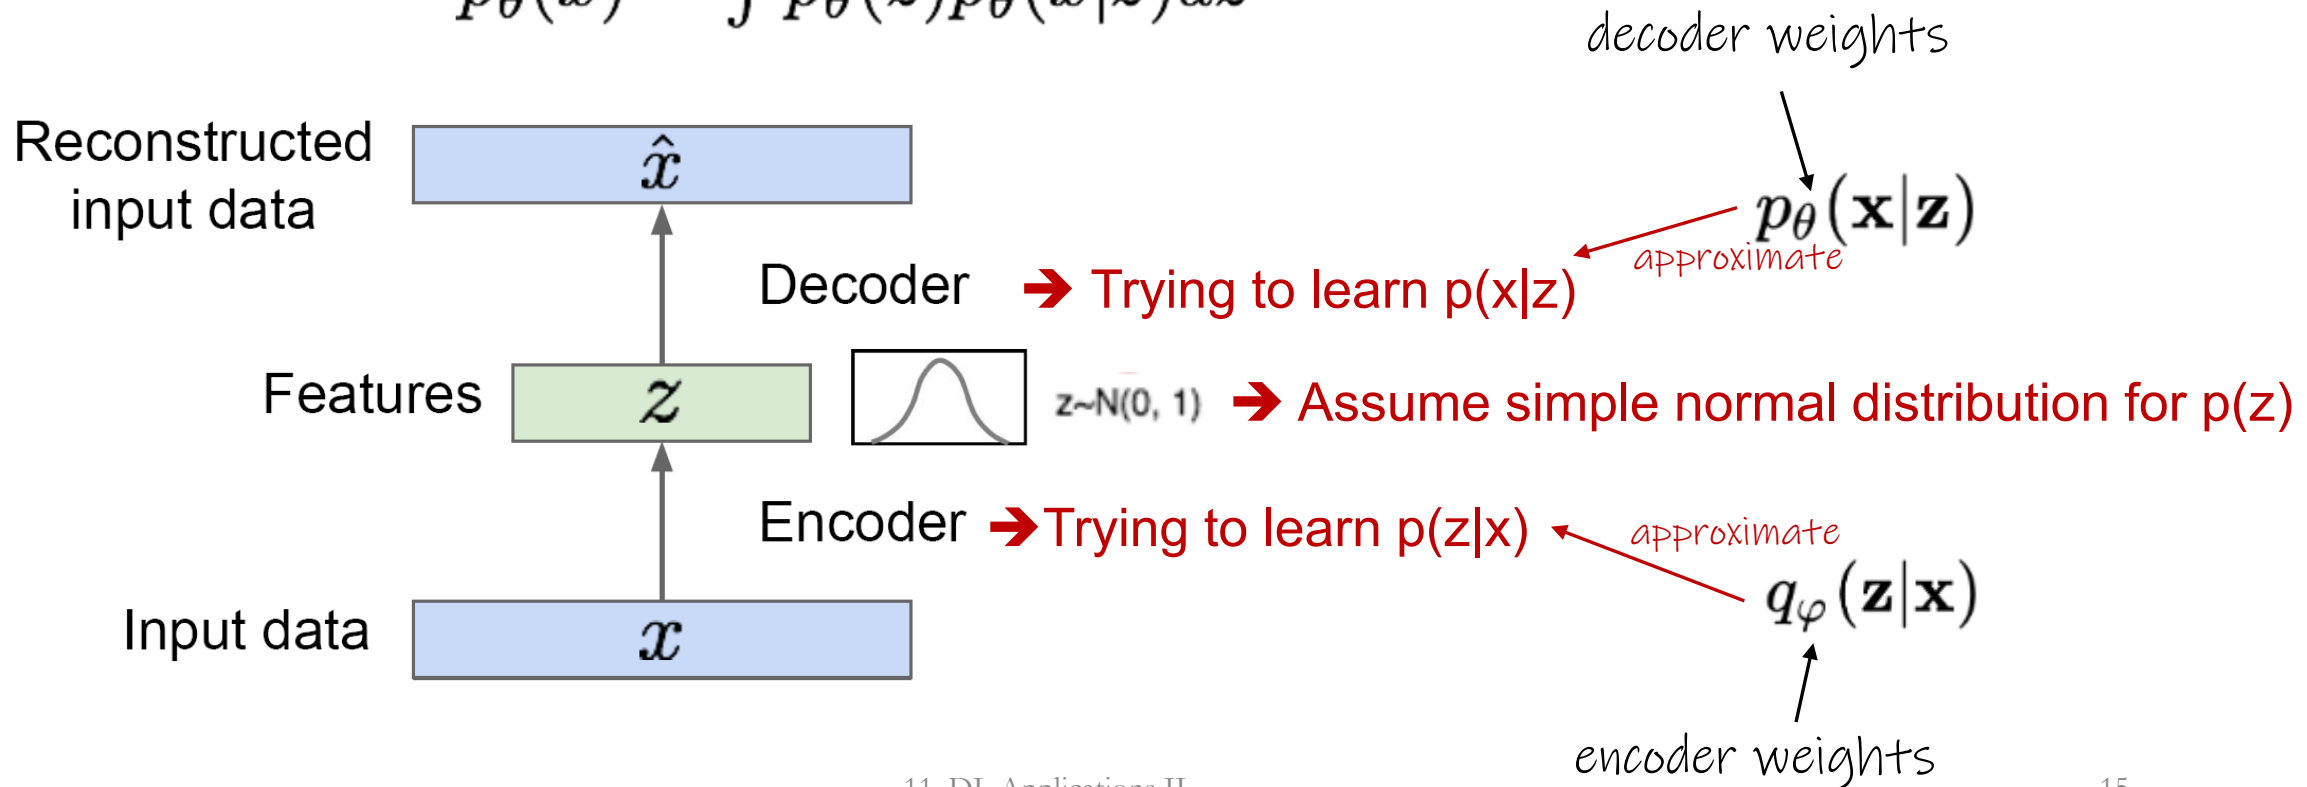 decoder weights
Reconstructed
input data
x̂
pθ(x|z)
approximate
Decoder ➔ Trying to learn p(x|z)
Features
z
z~N(0, 1) ➔ Assume simple normal distribution for p(z)
Encoder ➔Trying to learn p(z|x)
approximate
qφ(z|x)
Input data
x
encoder weights